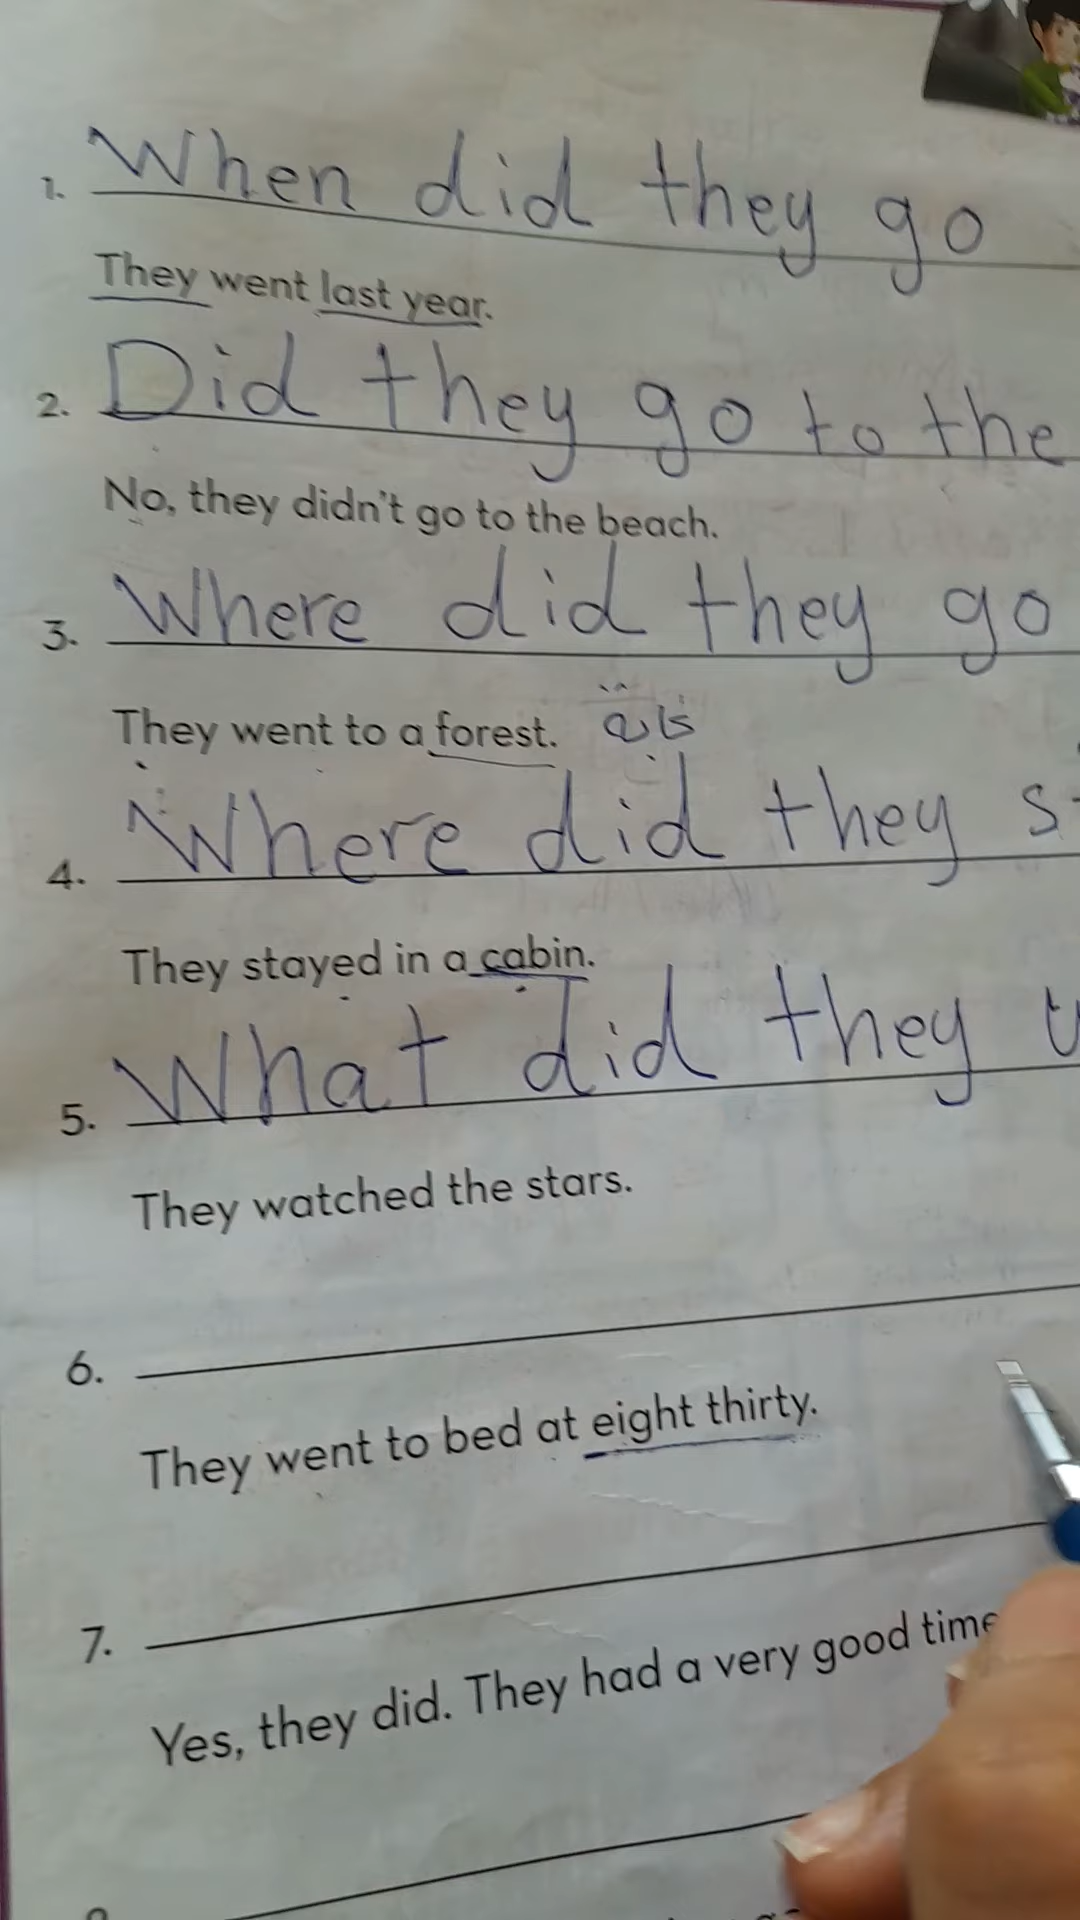 1. When did they go
They went last year.
2. Did they go to the
No, they didn't go to the beach.
3. Where did they go
They went to a forest.
4. Where did they
They stayed in a cabin.
5. What did they
They watched the stars.
6.
They went to bed at eight thirty.
7.
Yes, they did. They had a very good time